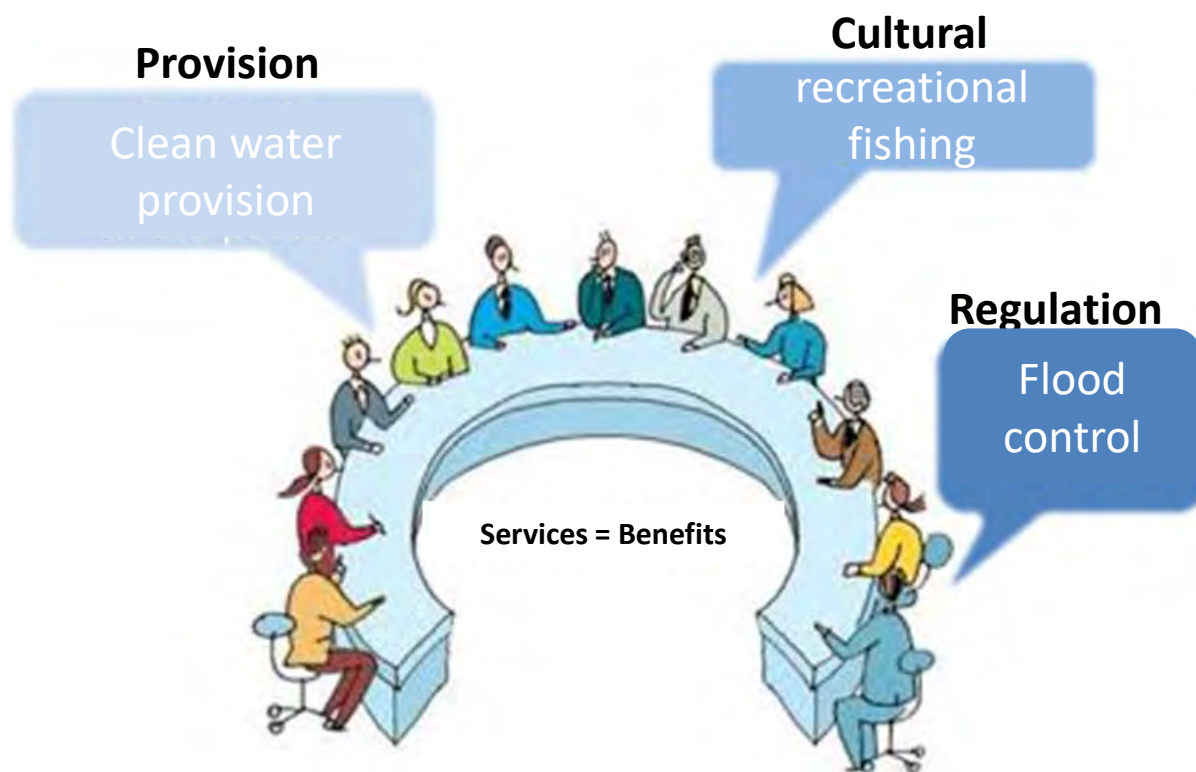 Provision
Clean water
provision
Cultural
recreational
fishing
Regulation
Flood
control
Services = Benefits